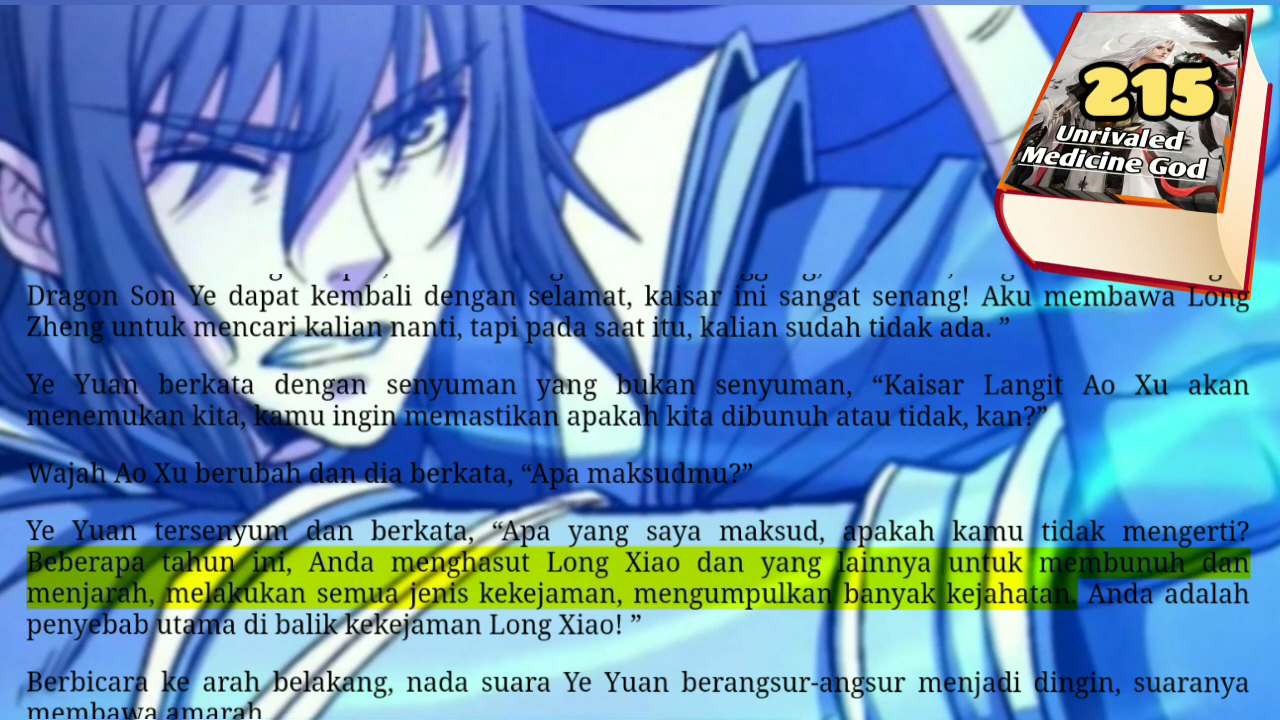 215
Unrivaled
Medicine God
Dragon Son Ye dapat kembali dengan selamat, kaisar ini sangat senang! Aku membawa Long
Zheng untuk mencari kalian nanti, tapi pada saat itu, kalian sudah tidak ada. ”
Ye Yuan berkata dengan senyuman yang bukan senyuman, “Kaisar Langit Ao Xu akan
menemukan kita, kamu ingin memastikan apakah kita dibunuh atau tidak, kan?”
Wajah Ao Xu berubah dan dia berkata, “Apa maksudmu?”
Ye Yuan tersenyum dan berkata, “Apa yang saya maksud, apakah kamu tidak mengerti?
Beberapa tahun ini, Anda menghasut Long Xiao dan yang lainnya untuk membunuh dan
menjarah, melakukan semua jenis kekejaman, mengumpulkan banyak kejahatan. Anda adalah
penyebab utama di balik kekejaman Long Xiao! ”
Berbicara ke arah belakang, nada suara Ye Yuan berangsur-angsur menjadi dingin, suaranya
membawa amarah